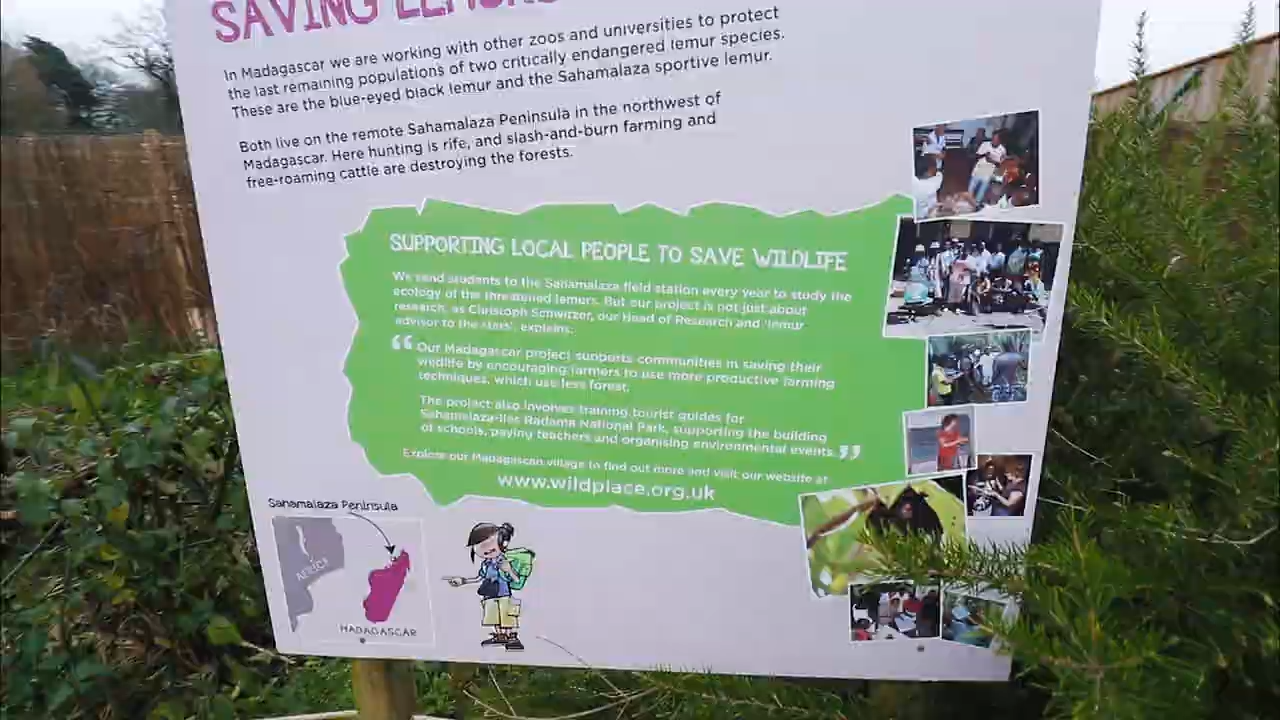 SAVING LEMURS
In Madagascar we are working with other zoos and universities to protect
the last remaining populations of two critically endangered lemur species.
These are the blue-eyed black lemur and the Sahamalaza sportive lemur.
Both live on the remote Sahamalaza Peninsula in the northwest of
Madagascar. Here hunting is rife, and slash-and-burn farming and
free-roaming cattle are destroying the forests.
SUPPORTING LOCAL PEOPLE TO SAVE WILDLIFE
We send students to the Sahamalaza field station every year to study the
ecology of the threatened lemurs. But our project is not just about
research, as Christoph Schwitzer, our Head of Research and 'lemur
advisor to the stars', explains:
“Our Madagascar project supports communities in saving their
wildlife by encouraging farmers to use more productive farming
techniques, which use less forest.
The project also involves training tourist guides for
Sahamalaza-Iles Radama National Park, supporting the building
of schools, paying teachers and organising environmental events.”
Explore our Madagascan village to find out more and visit our website at
www.wildplace.org.uk
Sahamalaza Peninsula
AFRICA
MADAGASCAR